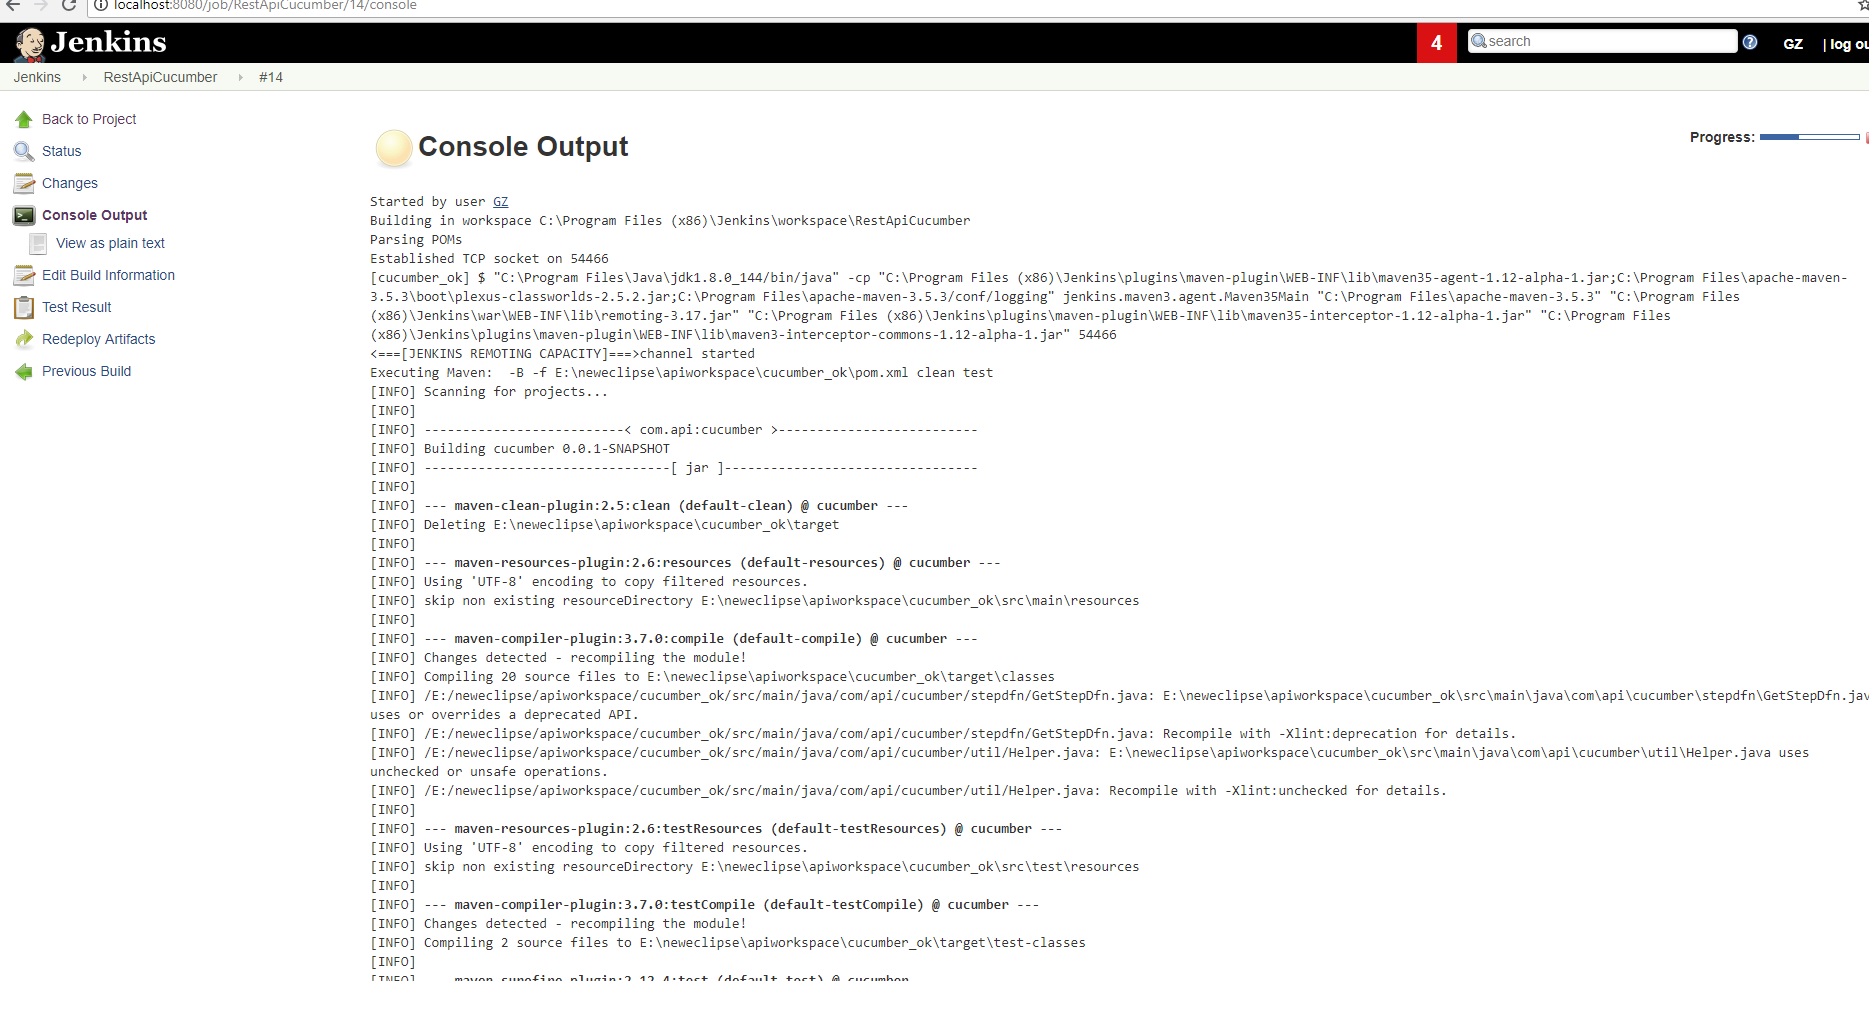 localhost:8080/job/RestApiCucumber/14/console
Jenkins
4
search
GZ
| log ou
Jenkins
RestApiCucumber
#14
Back to Project
Status
Changes
Console Output
View as plain text
Edit Build Information
Test Result
Redeploy Artifacts
Previous Build
Console Output
Progress:
Started by user GZ
Building in workspace C:\Program Files (x86)\Jenkins\workspace\RestApiCucumber
Parsing POMs
Established TCP socket on 54466
[cucumber_ok] $ "C:\Program Files\Java\jdk1.8.0_144/bin/java" -cp "C:\Program Files (x86)\Jenkins\plugins\maven-plugin\WEB-INF\lib\maven35-agent-1.12-alpha-1.jar;C:\Program Files\apache-maven-
3.5.3\boot\plexus-classworlds-2.5.2.jar;C:\Program Files\apache-maven-3.5.3/conf/logging" jenkins.maven3.agent.Maven35Main "C:\Program Files\apache-maven-3.5.3" "C:\Program Files
(x86)\Jenkins\war\WEB-INF\lib\remoting-3.17.jar" "C:\Program Files (x86)\Jenkins\plugins\maven-plugin\WEB-INF\lib\maven35-interceptor-1.12-alpha-1.jar" "C:\Program Files
(x86)\Jenkins\plugins\maven-plugin\WEB-INF\lib\maven3-interceptor-commons-1.12-alpha-1.jar" 54466
<===[JENKINS REMOTING CAPACITY]===>channel started
Executing Maven:  -B -f E:\neweclipse\apiworkspace\cucumber_ok\pom.xml clean test
[INFO] Scanning for projects...
[INFO]
[INFO] --------------------------< com.api:cucumber >--------------------------
[INFO] Building cucumber 0.0.1-SNAPSHOT
[INFO] --------------------------------[ jar ]---------------------------------
[INFO]
[INFO] --- maven-clean-plugin:2.5:clean (default-clean) @ cucumber ---
[INFO] Deleting E:\neweclipse\apiworkspace\cucumber_ok\target
[INFO]
[INFO] --- maven-resources-plugin:2.6:resources (default-resources) @ cucumber ---
[INFO] Using 'UTF-8' encoding to copy filtered resources.
[INFO] skip non existing resourceDirectory E:\neweclipse\apiworkspace\cucumber_ok\src\main\resources
[INFO]
[INFO] --- maven-compiler-plugin:3.7.0:compile (default-compile) @ cucumber ---
[INFO] Changes detected - recompiling the module!
[INFO] Compiling 20 source files to E:\neweclipse\apiworkspace\cucumber_ok\target\classes
[INFO] /E:/neweclipse/apiworkspace/cucumber_ok/src/main/java/com/api/cucumber/stepdfn/GetStepDfn.java: E:\neweclipse\apiworkspace\cucumber_ok\src\main\java\com\api\cucumber\stepdfn\GetStepDfn.jav
uses or overrides a deprecated API.
[INFO] /E:/neweclipse/apiworkspace/cucumber_ok/src/main/java/com/api/cucumber/stepdfn/GetStepDfn.java: Recompile with -Xlint:deprecation for details.
[INFO] /E:/neweclipse/apiworkspace/cucumber_ok/src/main/java/com/api/cucumber/util/Helper.java: E:\neweclipse\apiworkspace\cucumber_ok\src\main\java\com\api\cucumber\util\Helper.java uses
unchecked or unsafe operations.
[INFO] /E:/neweclipse/apiworkspace/cucumber_ok/src/main/java/com/api/cucumber/util/Helper.java: Recompile with -Xlint:unchecked for details.
[INFO]
[INFO] --- maven-resources-plugin:2.6:testResources (default-testResources) @ cucumber ---
[INFO] Using 'UTF-8' encoding to copy filtered resources.
[INFO] skip non existing resourceDirectory E:\neweclipse\apiworkspace\cucumber_ok\src\test\resources
[INFO]
[INFO] --- maven-compiler-plugin:3.7.0:testCompile (default-testCompile) @ cucumber ---
[INFO] Changes detected - recompiling the module!
[INFO] Compiling 2 source files to E:\neweclipse\apiworkspace\cucumber_ok\target\test-classes
[INFO]
[INFO] maven-surefire-plugin:2.12.4:test (default-test) @ cucumber